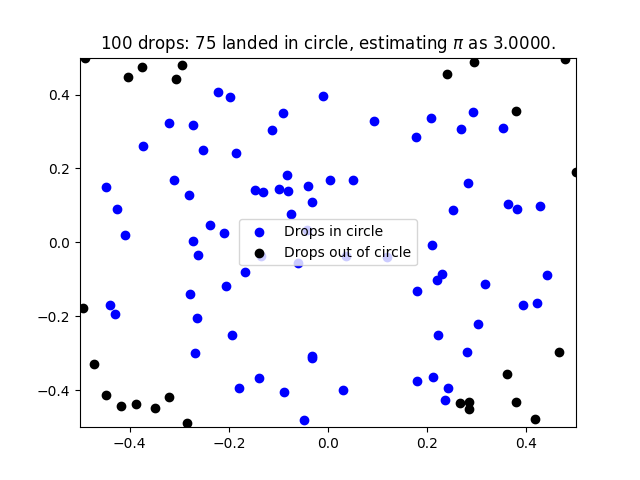 100 drops: 75 landed in circle, estimating π as 3.0000.
0.4
0.2
0.0
−0.2
−0.4
Drops in circle
Drops out of circle
−0.4 −0.2 0.0 0.2 0.4